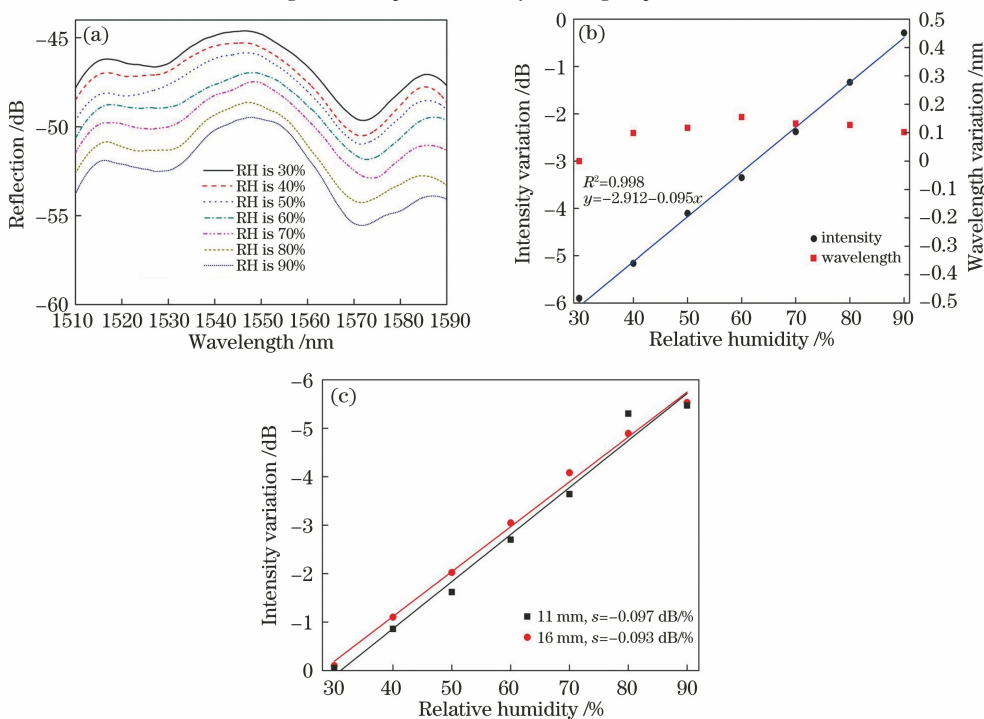 (a)
Reflection /dB
−45
−50
−55
−60
RH is 30%
RH is 40%
RH is 50%
RH is 60%
RH is 70%
RH is 80%
RH is 90%
1510 1520 1530 1540 1550 1560 1570 1580 1590
Wavelength /nm
(b)
Intensity variation /dB
0
−1
−2
−3
−4
−5
−6
R²=0.998
y=−2.912−0.095x
intensity
wavelength
0.5
0.4
0.3
0.2
0.1
0
−0.1
−0.2
−0.3
−0.4
−0.5
Wavelength variation /nm
30 40 50 60 70 80 90
Relative humidity /%
(c)
Intensity variation /dB
−6
−5
−4
−3
−2
−1
0
11 mm, s=−0.097 dB/%
16 mm, s=−0.093 dB/%
30 40 50 60 70 80 90
Relative humidity /%